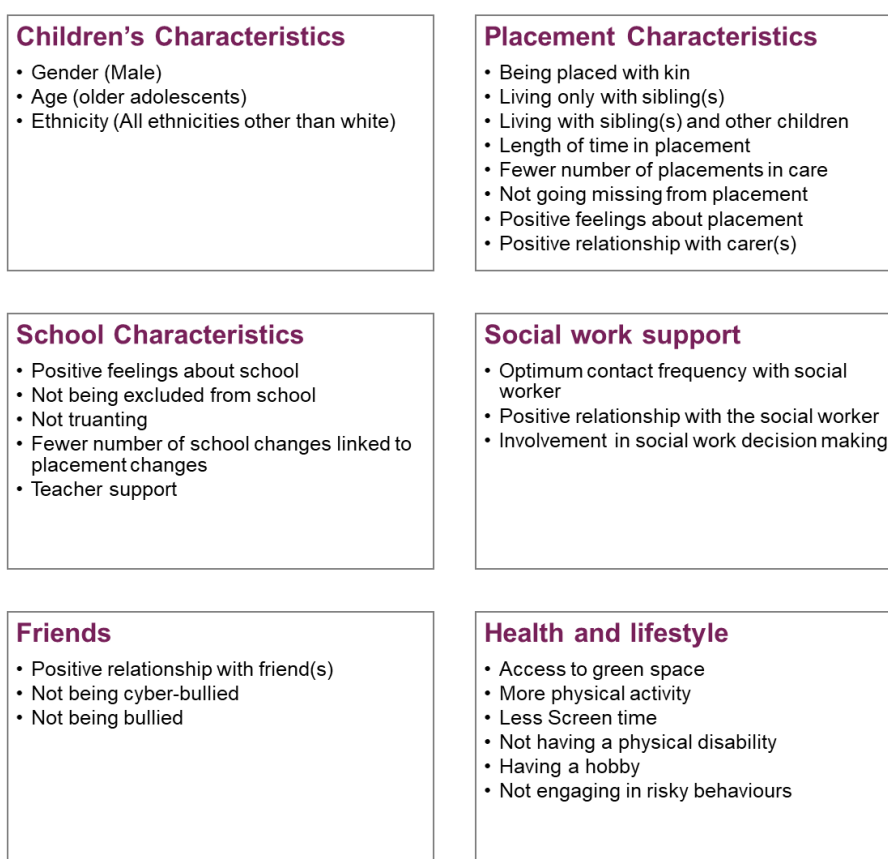 Children's Characteristics
• Gender (Male)
• Age (older adolescents)
• Ethnicity (All ethnicities other than white)
Placement Characteristics
• Being placed with kin
• Living only with sibling(s)
• Living with sibling(s) and other children
• Length of time in placement
• Fewer number of placements in care
• Not going missing from placement
• Positive feelings about placement
• Positive relationship with carer(s)
School Characteristics
• Positive feelings about school
• Not being excluded from school
• Not truanting
• Fewer number of school changes linked to
placement changes
• Teacher support
Social work support
• Optimum contact frequency with social
worker
• Positive relationship with the social worker
• Involvement in social work decision making
Friends
• Positive relationship with friend(s)
• Not being cyber-bullied
• Not being bullied
Health and lifestyle
• Access to green space
• More physical activity
• Less Screen time
• Not having a physical disability
• Having a hobby
• Not engaging in risky behaviours